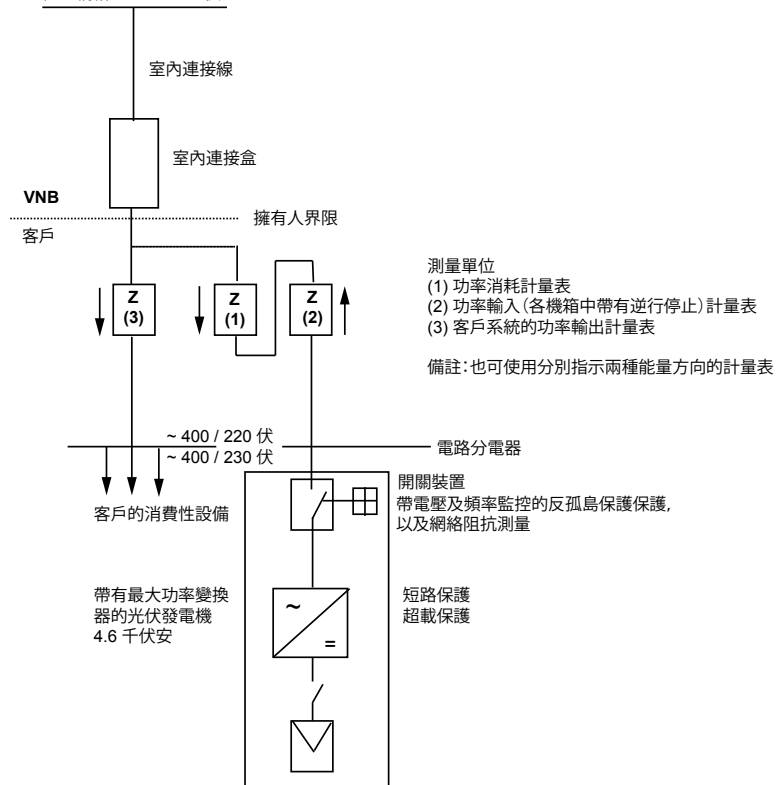 室內連接線
室內連接盒
VNB
擁有人界限
客戶
Z
(3)
Z
(1)
Z
(2)
測量單位
(1) 功率消耗計量表
(2) 功率輸入(各機箱中帶有逆行停止)計量表
(3) 客戶系統的功率輸出計量表
備註:也可使用分別指示兩種能量方向的計量表
~ 400 / 220 伏
~ 400 / 230 伏
電路分電器
客戶的消費性設備
開關裝置
帶電壓及頻率監控的反孤島保護保護,
以及網絡阻抗測量
帶有最大功率變換
器的光伏發電機
4.6 千伏安
短路保護
超載保護
~
=